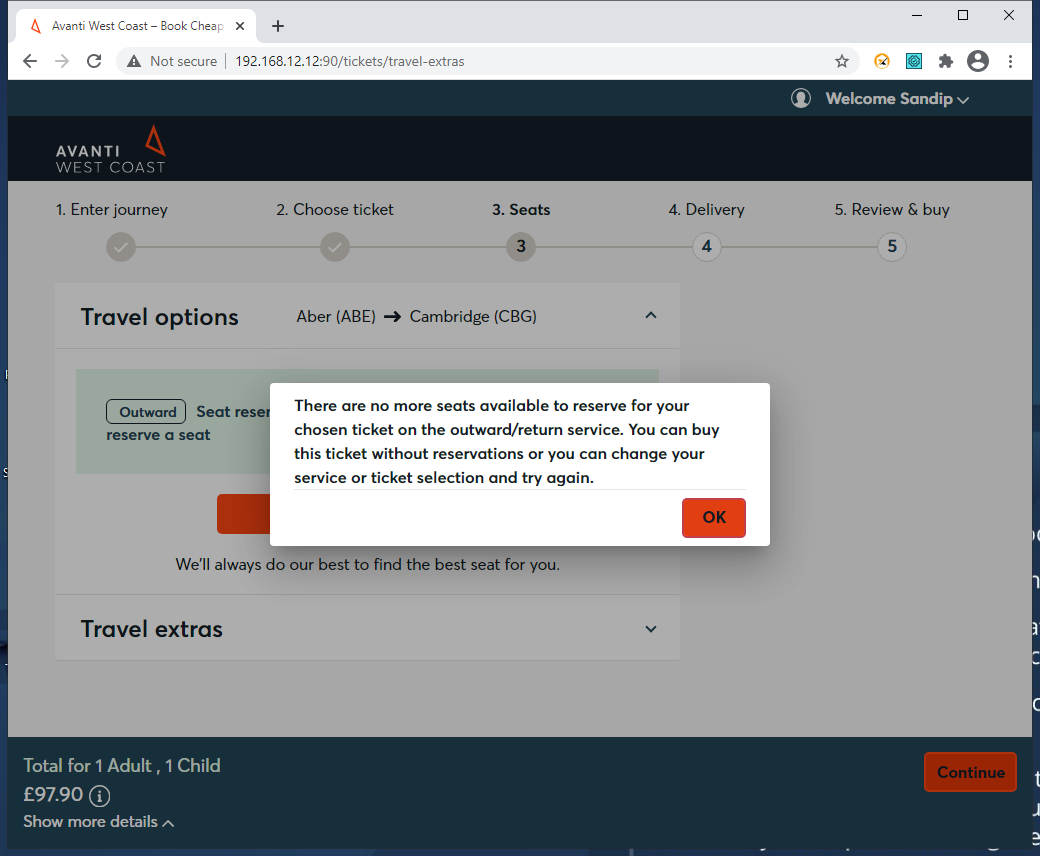 Avanti West Coast – Book Cheap
Not secure | 192.168.12.12:90/tickets/travel-extras
Welcome Sandip
AVANTI
WEST COAST
1. Enter journey 2. Choose ticket 3. Seats 4. Delivery 5. Review & buy
3 4 5
Travel options Aber (ABE) → Cambridge (CBG)
Outward Seat reser
reserve a seat
There are no more seats available to reserve for your
chosen ticket on the outward/return service. You can buy
this ticket without reservations or you can change your
service or ticket selection and try again.
OK
We'll always do our best to find the best seat for you.
Travel extras
Total for 1 Adult , 1 Child
£97.90
Show more details
Continue